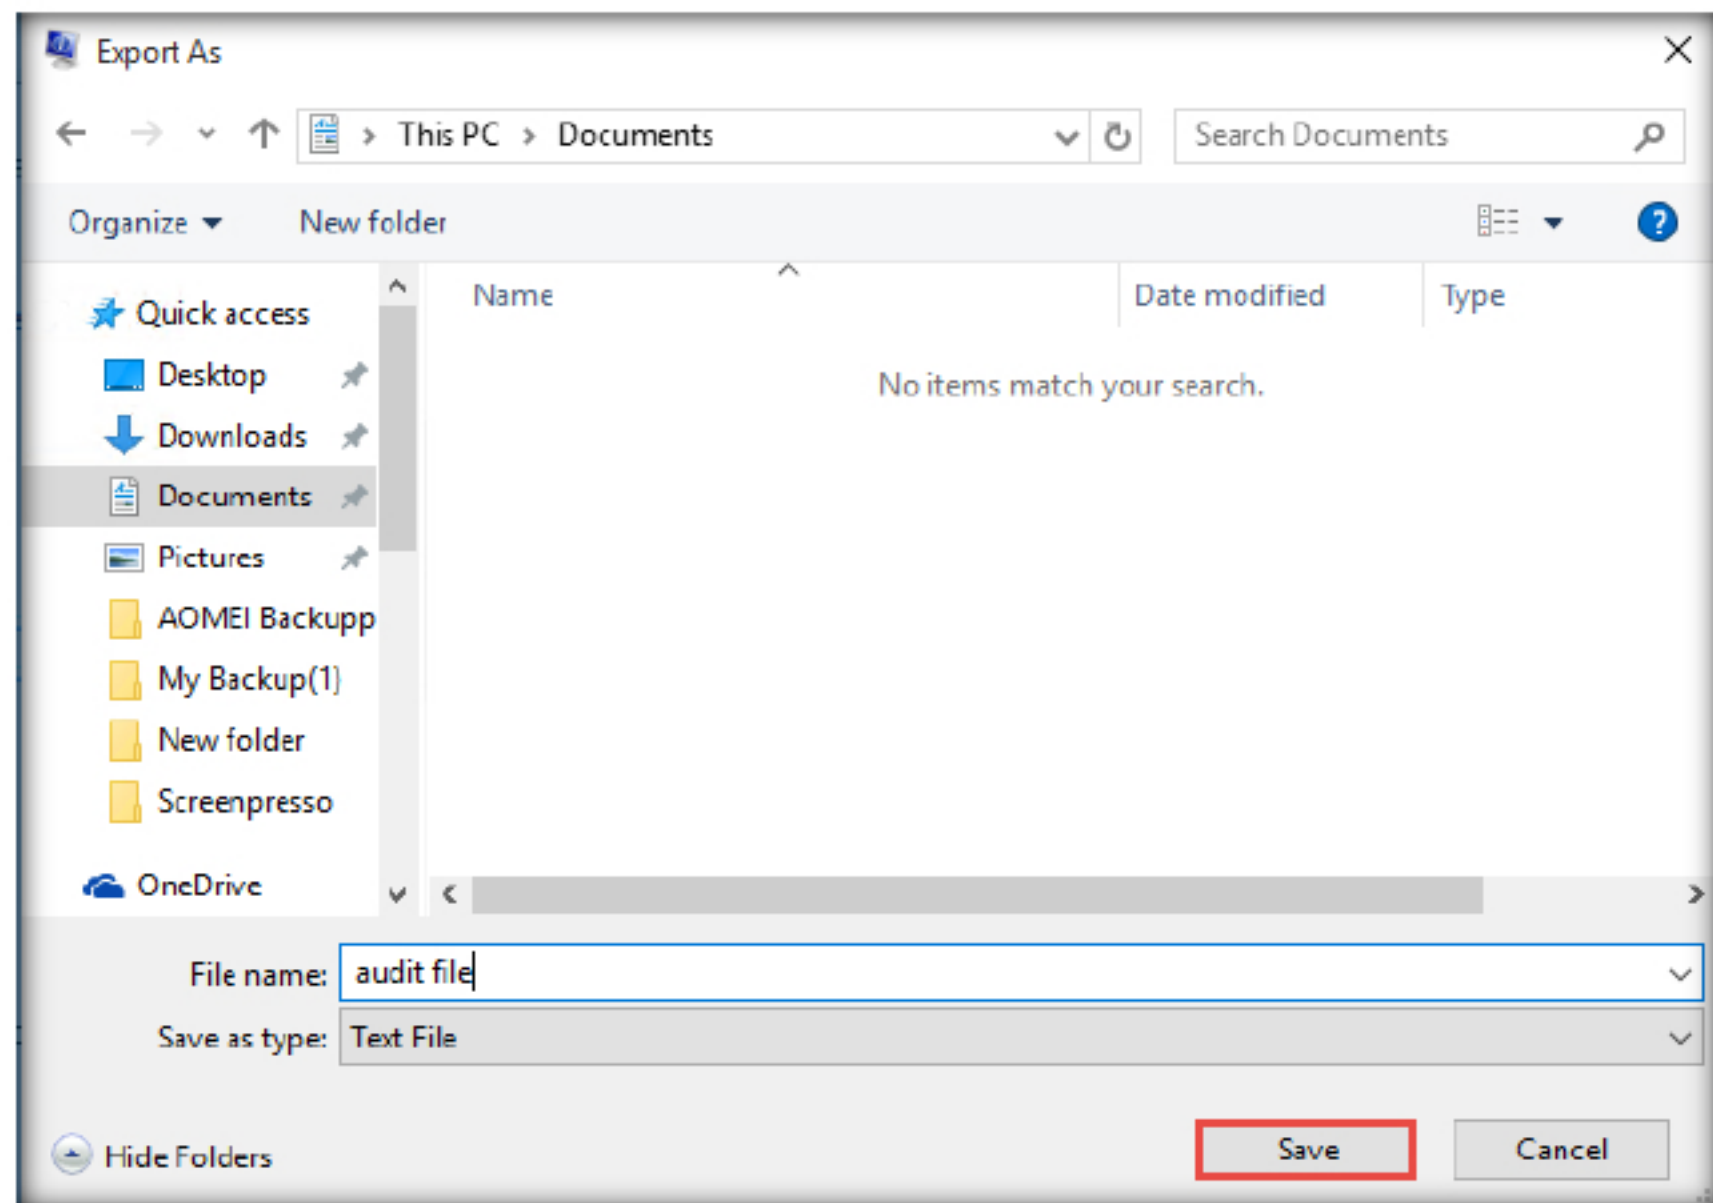 Export As
This PC > Documents
Search Documents
Organize
New folder
?
Name
Date modified
Type
No items match your search.
Quick access
Desktop
Downloads
Documents
Pictures
AOMEI Backupp
My Backup(1)
New folder
Screenpresso
OneDrive
File name: audit file
Save as type: Text File
Hide Folders
Save
Cancel